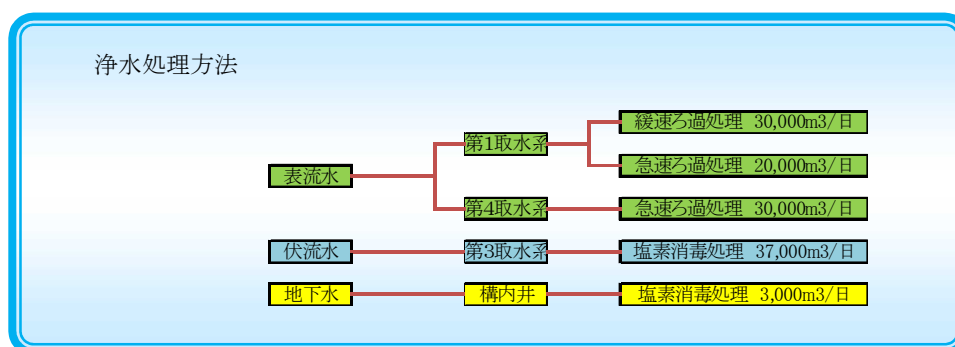 浄水処理方法
緩速ろ過処理 30,000m3/日
第1取水系
急速ろ過処理 20,000m3/日
表流水
第4取水系
急速ろ過処理 30,000m3/日
伏流水
第3取水系
塩素消毒処理 37,000m3/日
地下水
構内井
塩素消毒処理 3,000m3/日